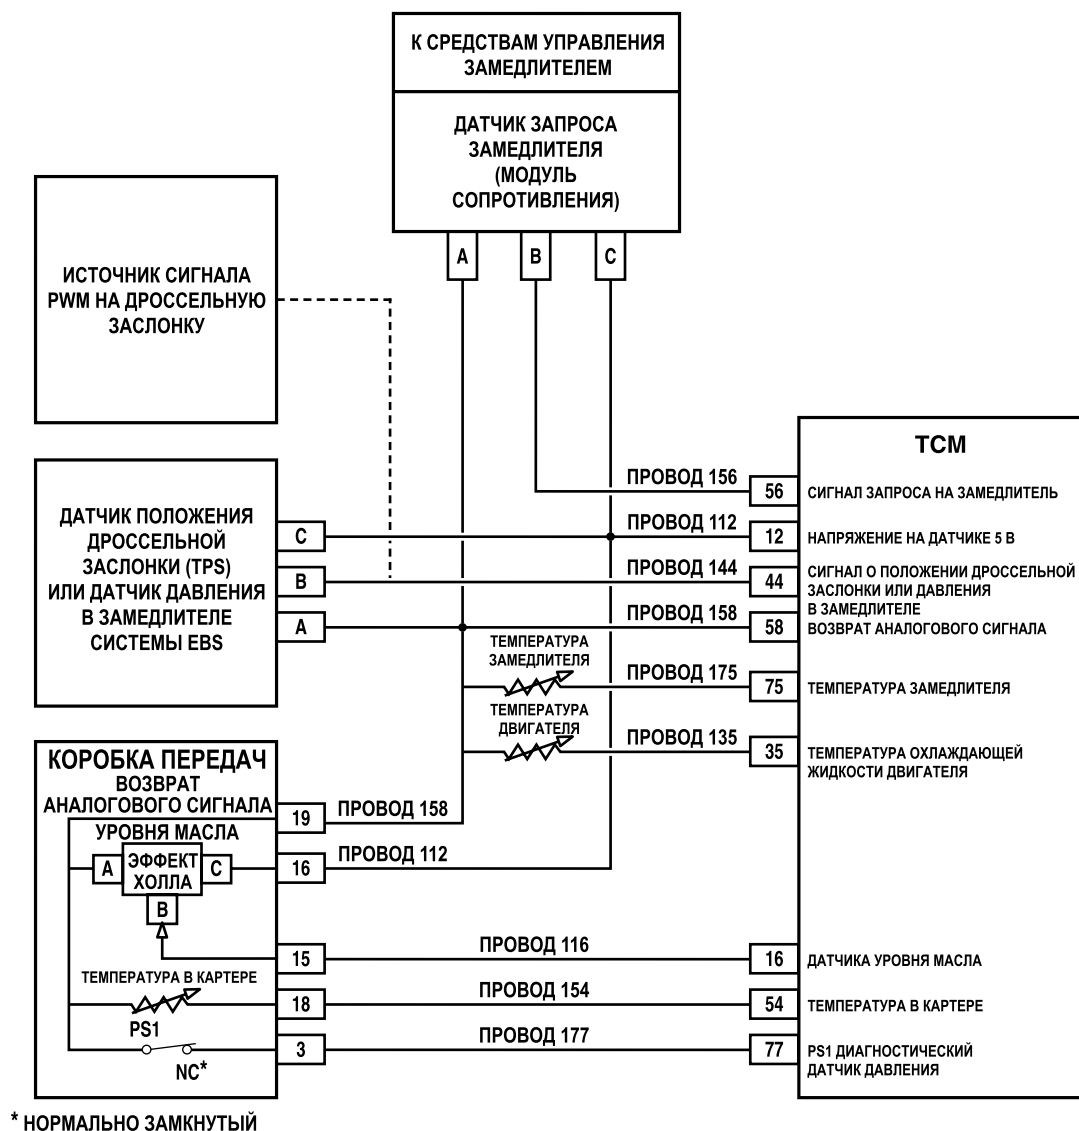 К СРЕДСТВАМ УПРАВЛЕНИЯ
ЗАМЕДЛИТЕЛЕМ
ДАТЧИК ЗАПРОСА
ЗАМЕДЛИТЕЛЯ
(МОДУЛЬ
СОПРОТИВЛЕНИЯ)
A
B
C
ИСТОЧНИК СИГНАЛА
PWM НА ДРОССЕЛЬНУЮ
ЗАСЛОНКУ
ДАТЧИК ПОЛОЖЕНИЯ
ДРОССЕЛЬНОЙ
ЗАСЛОНКИ (TPS)
ИЛИ ДАТЧИК ДАВЛЕНИЯ
В ЗАМЕДЛИТЕЛЕ
СИСТЕМЫ EBS
C
B
A
TCM
ПРОВОД 156
56
СИГНАЛ ЗАПРОСА НА ЗАМЕДЛИТЕЛЬ
ПРОВОД 112
12
НАПРЯЖЕНИЕ НА ДАТЧИКЕ 5 В
ПРОВОД 144
44
СИГНАЛ О ПОЛОЖЕНИИ ДРОССЕЛЬНОЙ
ЗАСЛОНКИ ИЛИ ДАВЛЕНИЯ
В ЗАМЕДЛИТЕЛЕ
ПРОВОД 158
58
ВОЗВРАТ АНАЛОГОВОГО СИГНАЛА
ТЕМПЕРАТУРА
ЗАМЕДЛИТЕЛЯ
ПРОВОД 175
75
ТЕМПЕРАТУРА ЗАМЕДЛИТЕЛЯ
ТЕМПЕРАТУРА
ДВИГАТЕЛЯ
ПРОВОД 135
35
ТЕМПЕРАТУРА ОХЛАЖДАЮЩЕЙ
ЖИДКОСТИ ДВИГАТЕЛЯ
КОРОБКА ПЕРЕДАЧ
ВОЗВРАТ
АНАЛОГОВОГО СИГНАЛА
19
ПРОВОД 158
УРОВНЯ МАСЛА
A
ЭФФЕКТ
ХОЛЛА
C
B
16
ПРОВОД 112
15
ПРОВОД 116
16
ДАТЧИКА УРОВНЯ МАСЛА
ТЕМПЕРАТУРА В КАРТЕРЕ
18
ПРОВОД 154
54
ТЕМПЕРАТУРА В КАРТЕРЕ
PS1
NC*
3
ПРОВОД 177
77
PS1 ДИАГНОСТИЧЕСКИЙ
ДАТЧИК ДАВЛЕНИЯ
* НОРМАЛЬНО ЗАМКНУТЫЙ